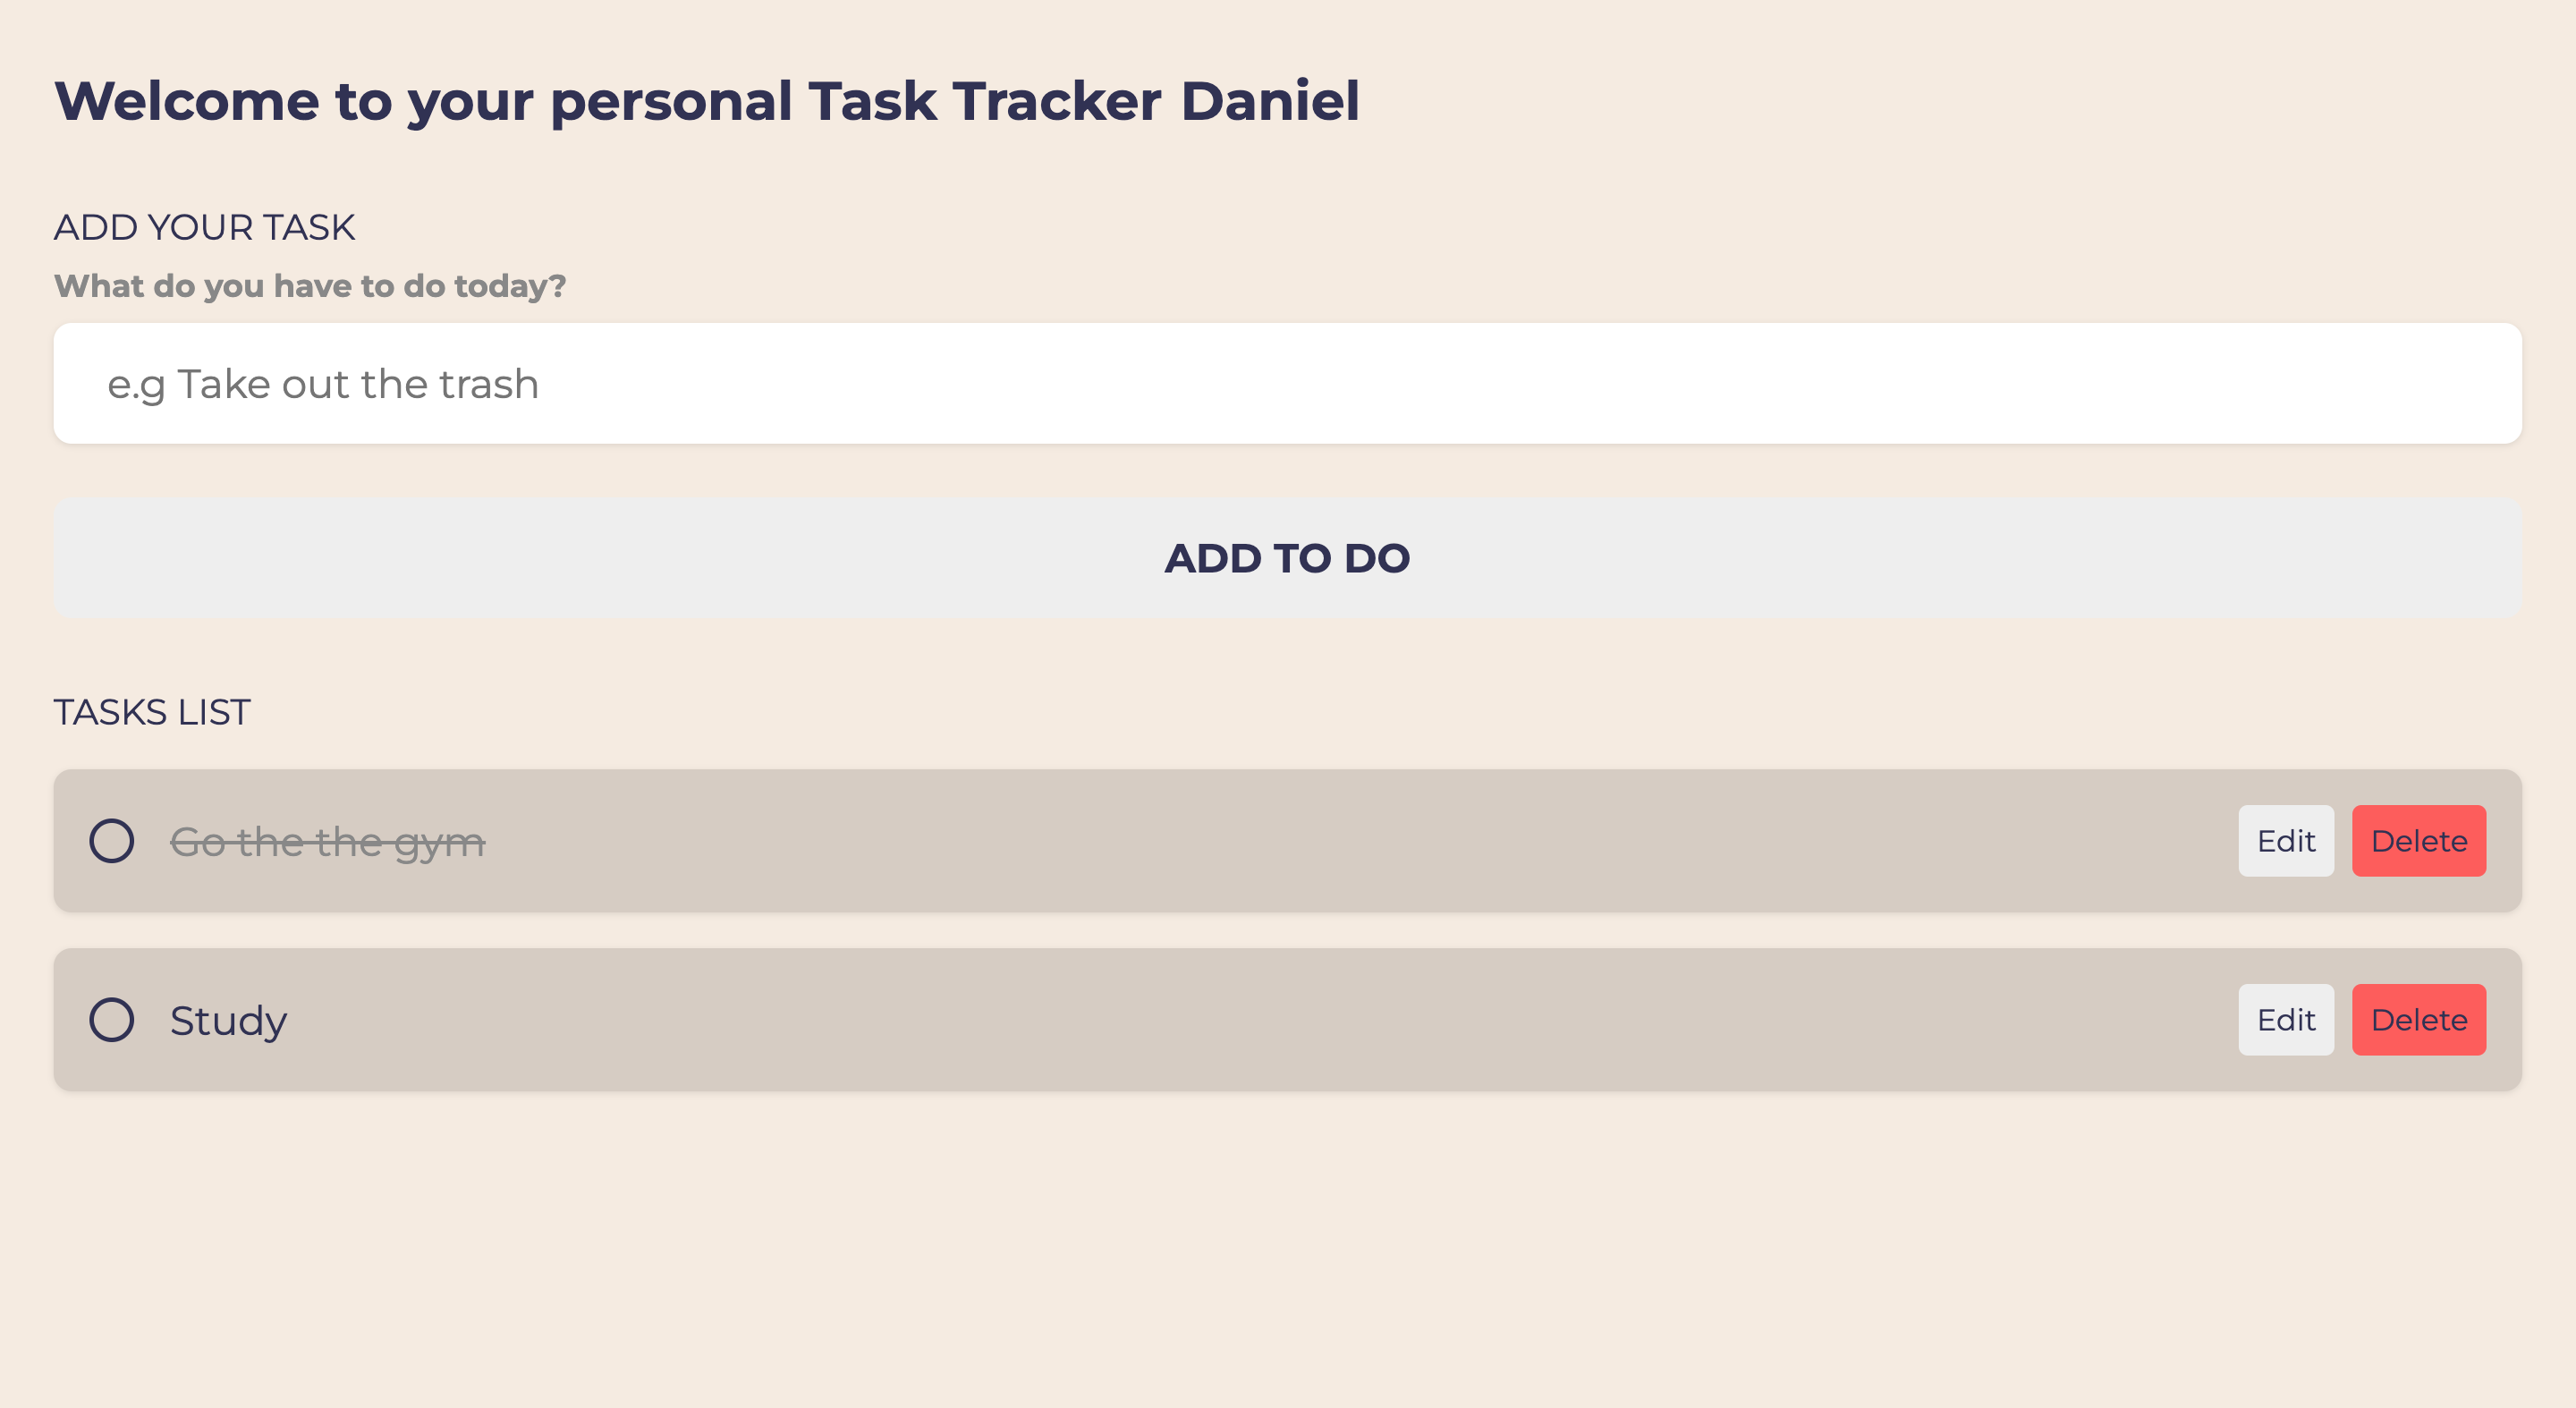 Welcome to your personal Task Tracker Daniel
ADD YOUR TASK
What do you have to do today?
e.g Take out the trash
ADD TO DO
TASKS LIST
Go the the gym
Edit
Delete
Study
Edit
Delete